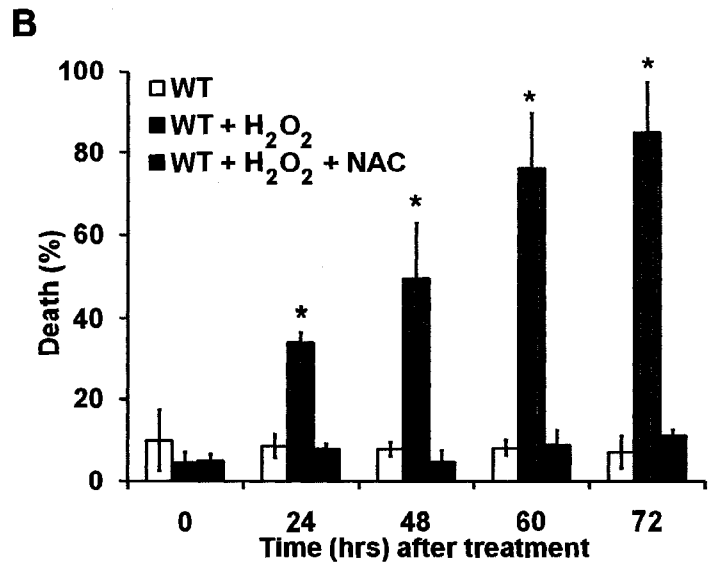 B
100
80
60
40
20
0
Death (%)
WT
WT + H2O2
WT + H2O2 + NAC
*
*
*
*
0 24 48 60 72
Time (hrs) after treatment